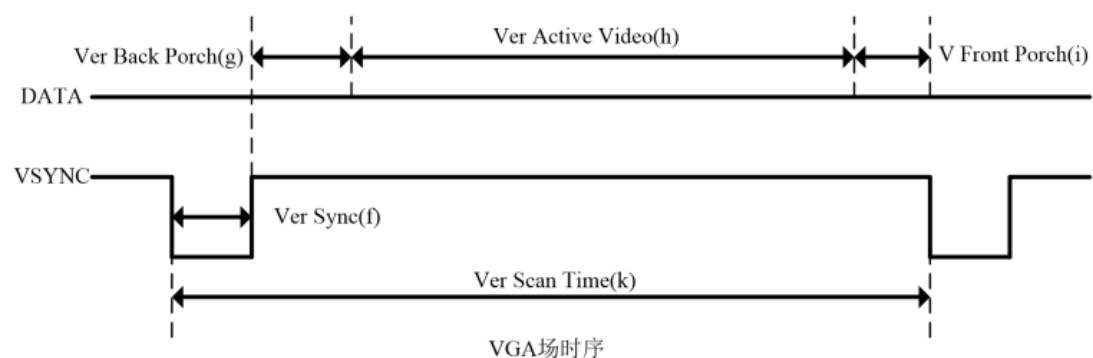 Ver Active Video(h)
Ver Back Porch(g)
V Front Porch(i)
DATA
VSYNC
Ver Sync(f)
Ver Scan Time(k)
VGA场时序